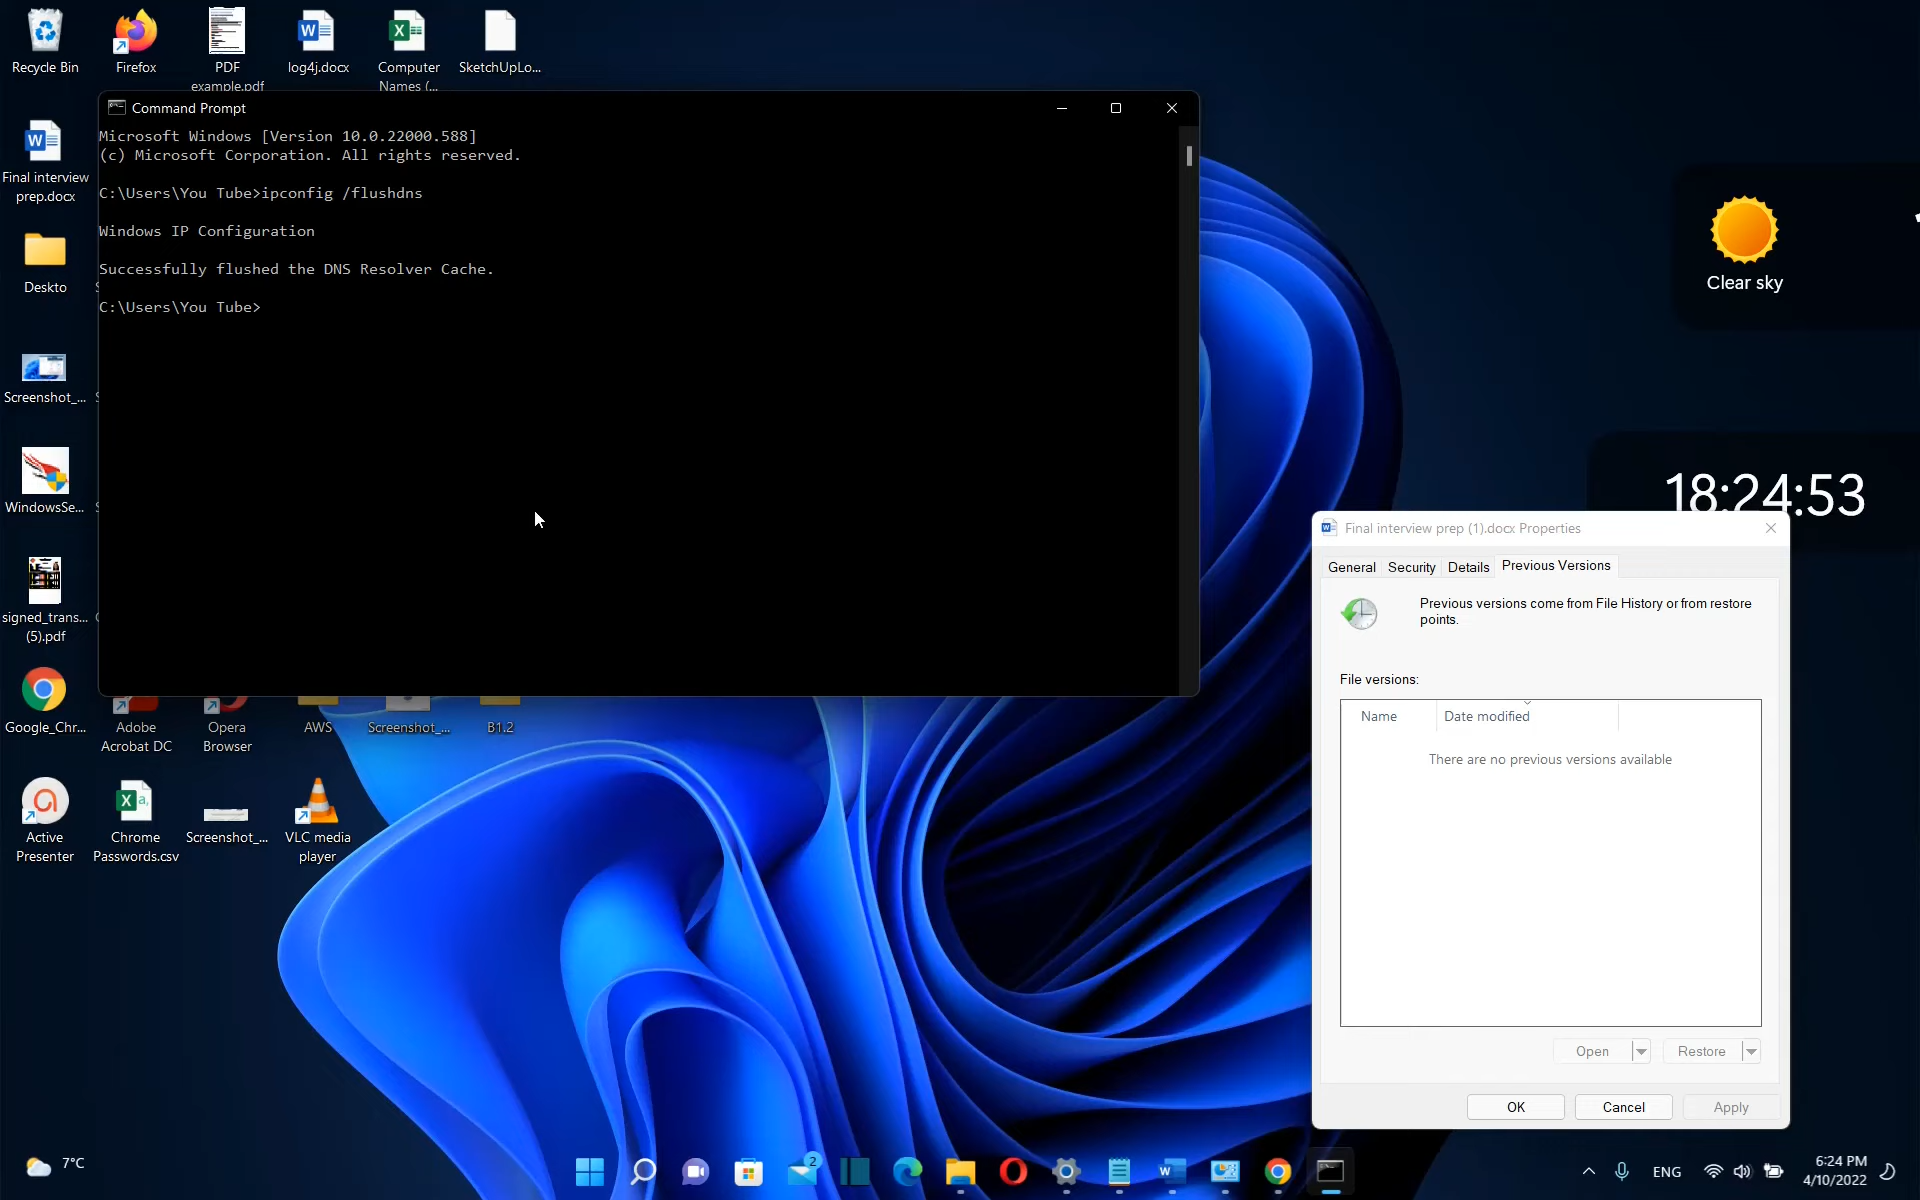 Recycle Bin
Firefox
PDF
example.pdf
log4j.docx
Computer
Names (...
SketchUpLo...
Final interview
prep.docx
Deskto
Screenshot_...
WindowsSe...
signed_trans...
(5).pdf
Google_Chr...
Adobe
Acrobat DC
Opera
Browser
AWS
Screenshot_...
B1.2
Active
Presenter
Chrome
Passwords.csv
Screenshot_...
VLC media
player
Command Prompt
Microsoft Windows [Version 10.0.22000.588]
(c) Microsoft Corporation. All rights reserved.
C:\Users\You Tube>ipconfig /flushdns
Windows IP Configuration
Successfully flushed the DNS Resolver Cache.
C:\Users\You Tube>
Clear sky
18:24:53
Final interview prep (1).docx Properties
General Security Details Previous Versions
Previous versions come from File History or from restore
points.
File versions:
Name Date modified
There are no previous versions available
Open Restore
OK Cancel Apply
7°C
2
ENG
6:24 PM
4/10/2022